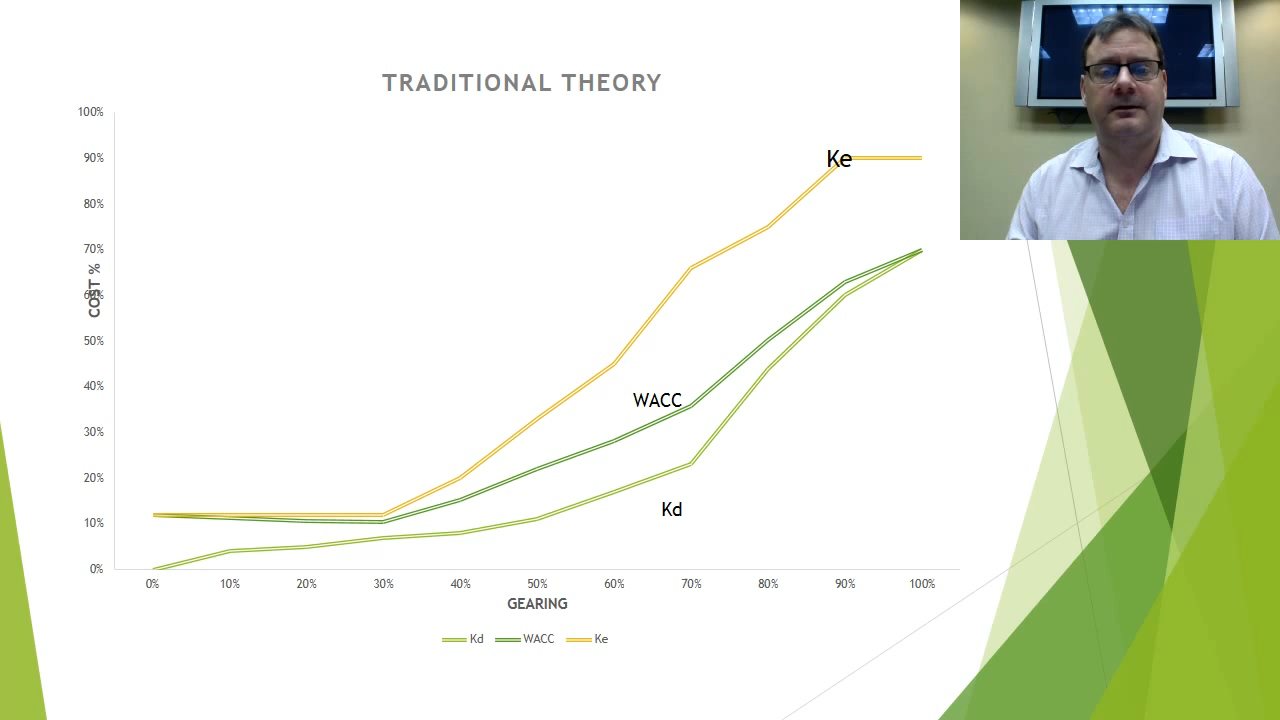 TRADITIONAL THEORY
100%
90%
80%
70%
60%
50%
40%
30%
20%
10%
0%
COST %
Ke
WACC
Kd
0% 10% 20% 30% 40% 50% 60% 70% 80% 90% 100%
GEARING
Kd WACC Ke